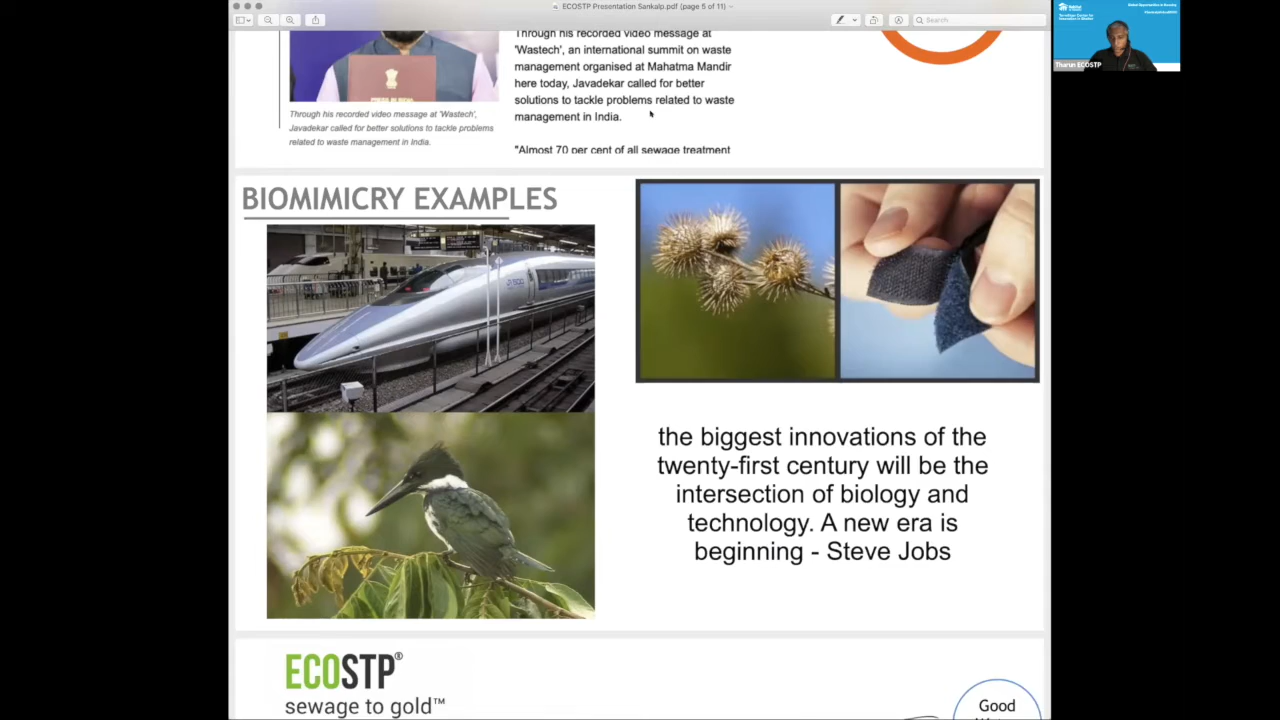 ECOSTP Presentation Sankalp.pdf (page 5 of 11)
Search
Through his recorded video message at
'Wastech', an international summit on waste
management organised at Mahatma Mandir
here today, Javadekar called for better
solutions to tackle problems related to waste
management in India.
"Almost 70 per cent of all sewage treatment
Through his recorded video message at 'Wastech',
Javadekar called for better solutions to tackle problems
related to waste management in India.
Tharun ECOSTP
BIOMIMICRY EXAMPLES
the biggest innovations of the
twenty-first century will be the
intersection of biology and
technology. A new era is
beginning - Steve Jobs
ECOSTP®
sewage to gold™
Good